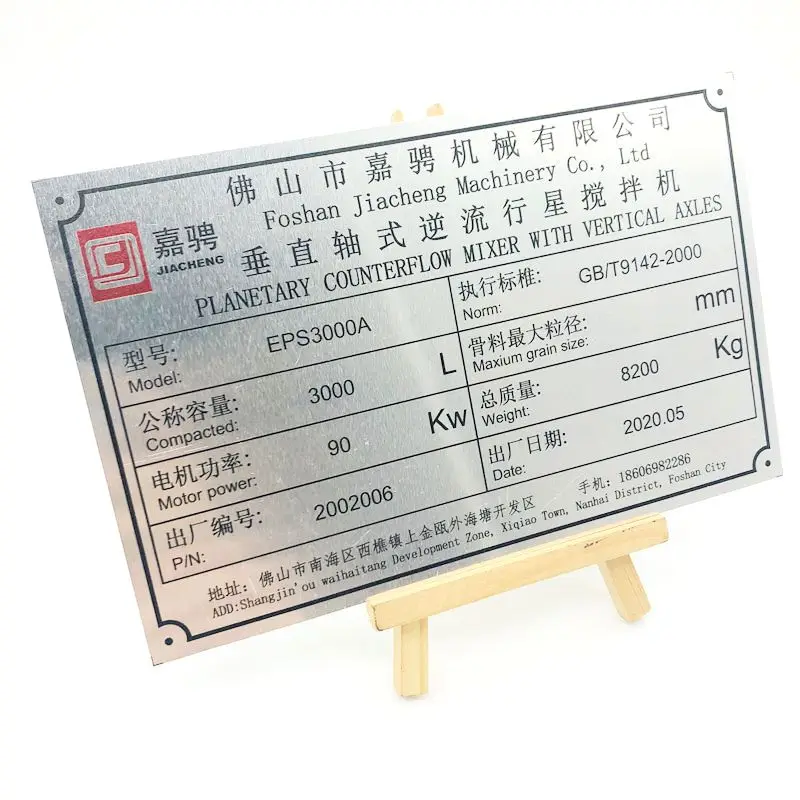 佛山市嘉骋机械有限公司
Foshan Jiacheng Machinery Co., Ltd
嘉骋
JIACHENG
垂直轴式逆流行星搅拌机
PLANETARY COUNTERFLOW MIXER WITH VERTICAL AXLES
型号: EPS3000A
Model:
执行标椎: GB/T9142-2000
Norm:
公称容量: 3000 L
Compacted:
骨料最大粒径: mm
Maxium grain size:
电机功率: 90 Kw
Motor power:
总质量: 8200 Kg
Weight:
出厂编号: 2002006
P/N:
出厂日期: 2020.05
Date:
地址: 佛山市南海区西樵镇上金瓯外海塘开发区 手机: 18606982286
ADD:Shangjin'ou waihaitang Development Zone, Xiqiao Town, Nanhai District, Foshan City